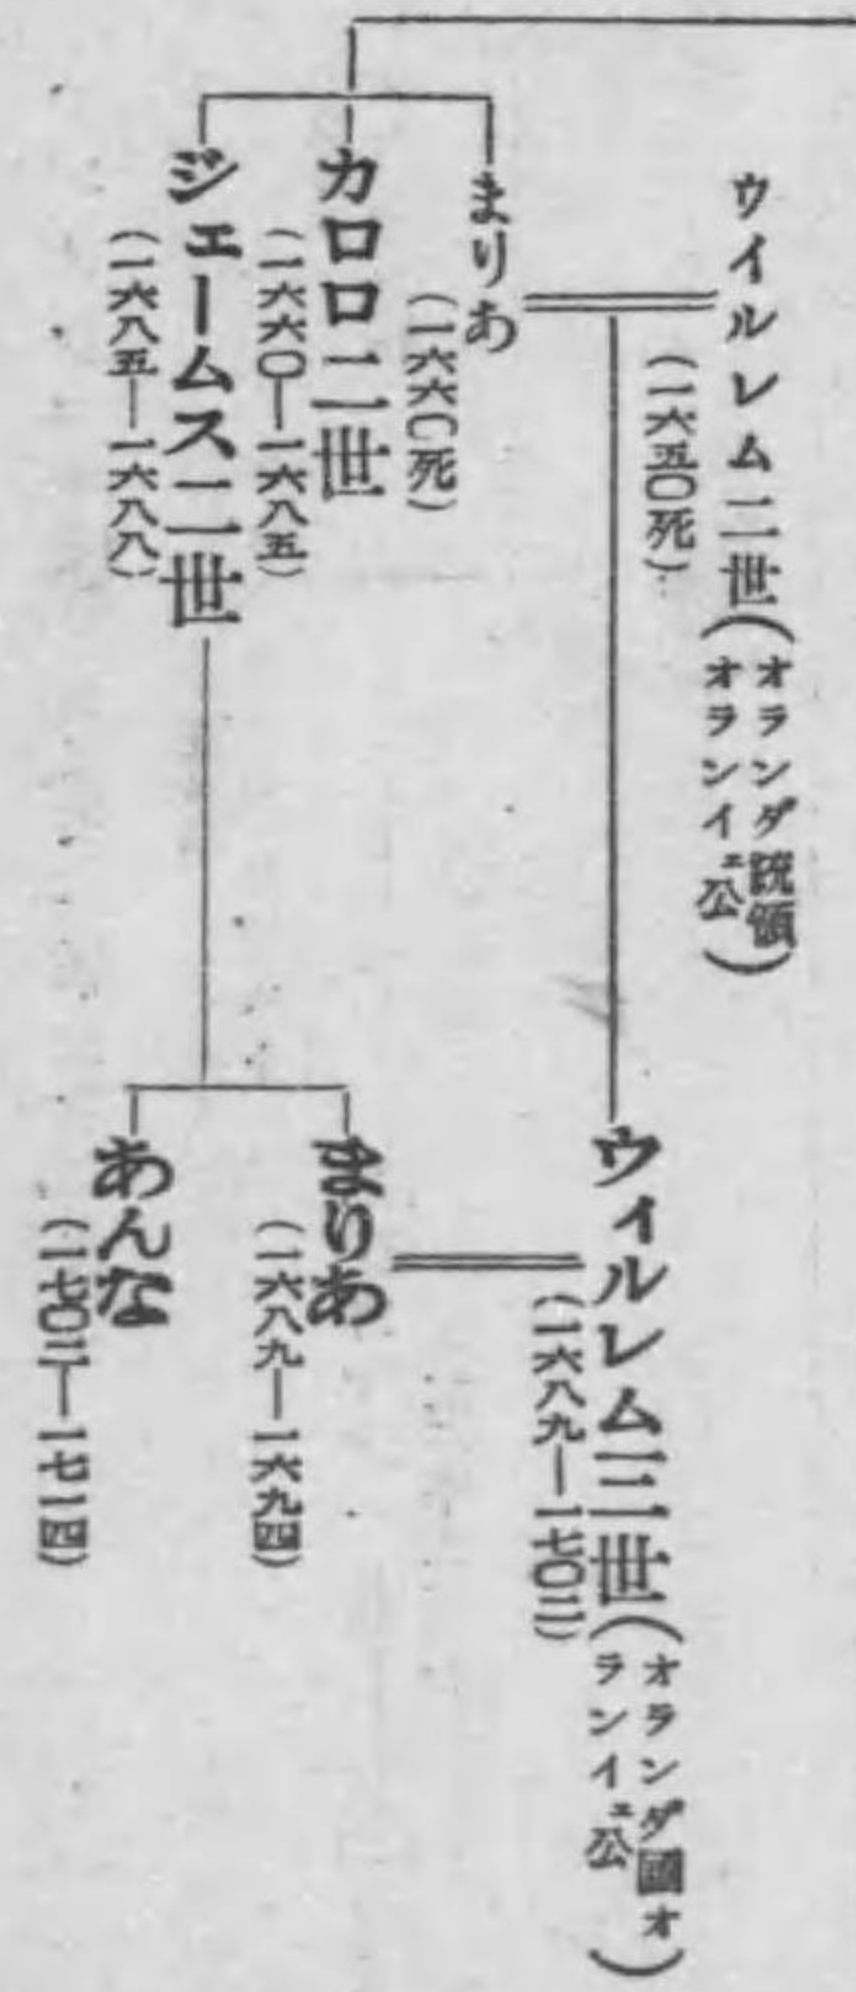 ウイルレム二世(オランダ統領
オランイェ公)
(一六五〇死)
まりあ
(一六六〇死)
カロロ二世
(一六六〇—一六八五)
ジェームス二世
(一六八五—一六八八)
ウィルレム三世(オランダ國オ
ランイェ公)
(一六八九—一七〇二)
まりあ
(一六八九—一六九四)
あんな
(一七〇二—一七一四)